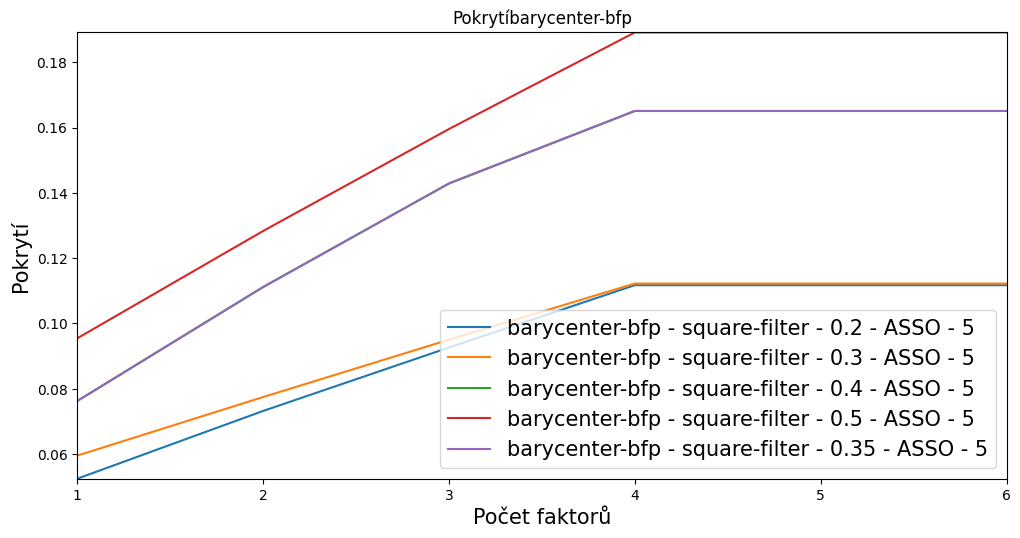 Pokrytíbarycenter-bfp
0.18
0.16
0.14
0.12
0.10
0.08
0.06
Pokrytí
barycenter-bfp - square-filter - 0.2 - ASSO - 5
barycenter-bfp - square-filter - 0.3 - ASSO - 5
barycenter-bfp - square-filter - 0.4 - ASSO - 5
barycenter-bfp - square-filter - 0.5 - ASSO - 5
barycenter-bfp - square-filter - 0.35 - ASSO - 5
1 2 3 4 5 6
Počet faktorů